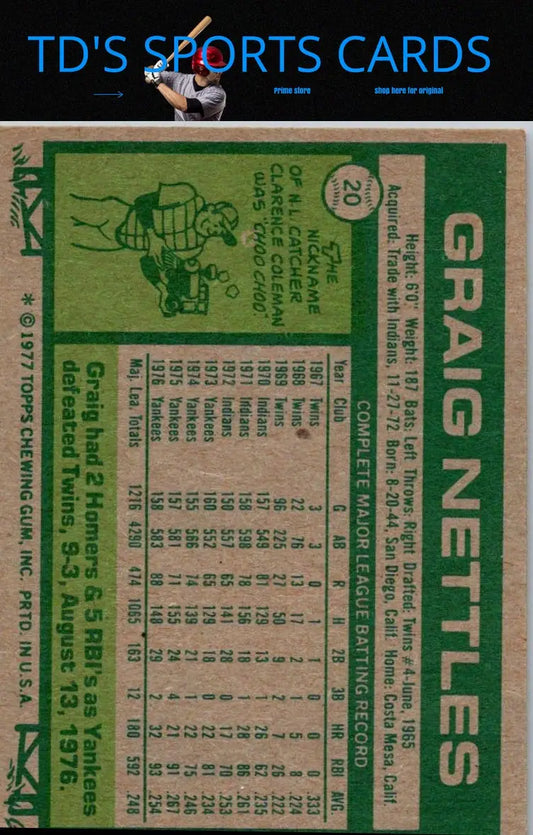 TD'S SPORTS CARDS
Prime store
shop here for original
GRAIG NETTLES
Height: 6'0" Weight: 187 Bats: Left Throws: Right Drafted: Twins #4-June, 1965
Acquired: Trade with Indians, 11-27-72 Born: 8-20-44, San Diego, Calif. Home: Costa Mesa, Calif.
20
THE
NICKNAME
OF N.L. CATCHER
CLARENCE COLEMAN
WAS "CHOO CHOO."
COMPLETE MAJOR LEAGUE BATTING RECORD
Year Club G AB R H 2B 3B HR RBI AVG
1967 Twins 3 3 0 1 1 0 0 0 .333
1968 Twins 22 76 13 17 2 1 5 8 .224
1969 Twins 96 225 27 50 9 2 7 26 .222
1970 Indians 157 549 81 129 13 1 26 62 .235
1971 Indians 158 598 78 156 18 1 28 86 .261
1972 Indians 150 557 65 141 28 0 17 70 .253
1973 Yankees 160 552 65 129 18 0 22 81 .234
1974 Yankees 155 566 74 139 21 1 22 75 .246
1975 Yankees 157 581 71 155 24 4 21 91 .267
1976 Yankees 158 583 88 148 29 2 32 93 .254
Maj. Lea. Totals 1216 4290 474 1065 163 12 180 592 .248
Graig had 2 Homers & 5 RBI's as Yankees
defeated Twins, 9-3, August 13, 1976.
* © 1977 TOPPS CHEWING GUM, INC. PRTD. IN U.S.A.